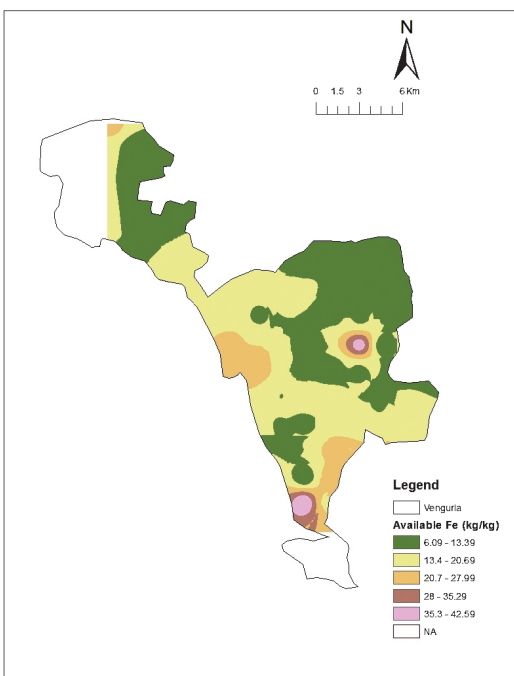 N
0 1.5 3 6 Km
Legend
Vengurla
Available Fe (kg/kg)
6.09 - 13.39
13.4 - 20.69
20.7 - 27.99
28 - 35.29
35.3 - 42.59
NA